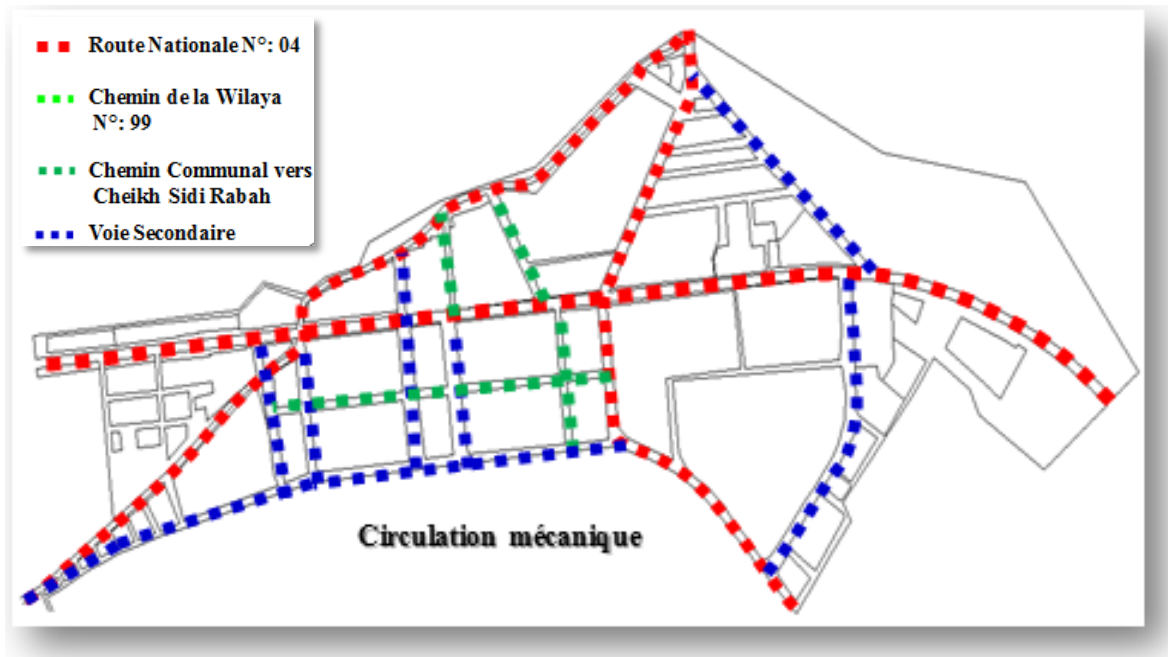 Route Nationale N°: 04
Chemin de la Wilaya
N°: 99
Chemin Communal vers
Cheikh Sidi Rabah
Voie Secondaire
Circulation mécanique